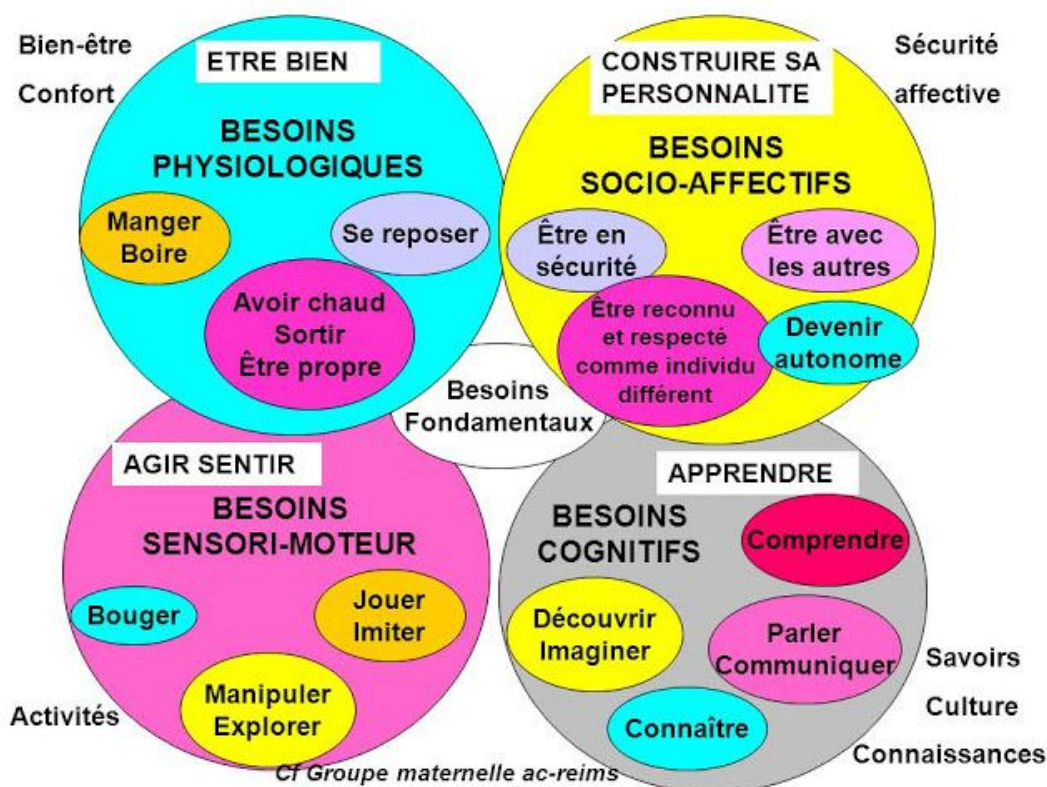 Bien-être
Confort
ETRE BIEN
BESOINS
PHYSIOLOGIQUES
Manger
Boire
Se reposer
Avoir chaud
Sortir
Être propre
CONSTRUIRE SA
PERSONNALITE
Sécurité
affective
BESOINS
SOCIO-AFFECTIFS
Être en
sécurité
Être avec
les autres
Être reconnu
et respecté
comme individu
différent
Devenir
autonome
Besoins
Fondamentaux
AGIR SENTIR
BESOINS
SENSORI-MOTEUR
Bouger
Jouer
Imiter
Manipuler
Explorer
Activités
APPRENDRE
BESOINS
COGNITIFS
Comprendre
Découvrir
Imaginer
Parler
Communiquer
Connaître
Savoirs
Culture
Connaissances
Cf Groupe maternelle ac-reims